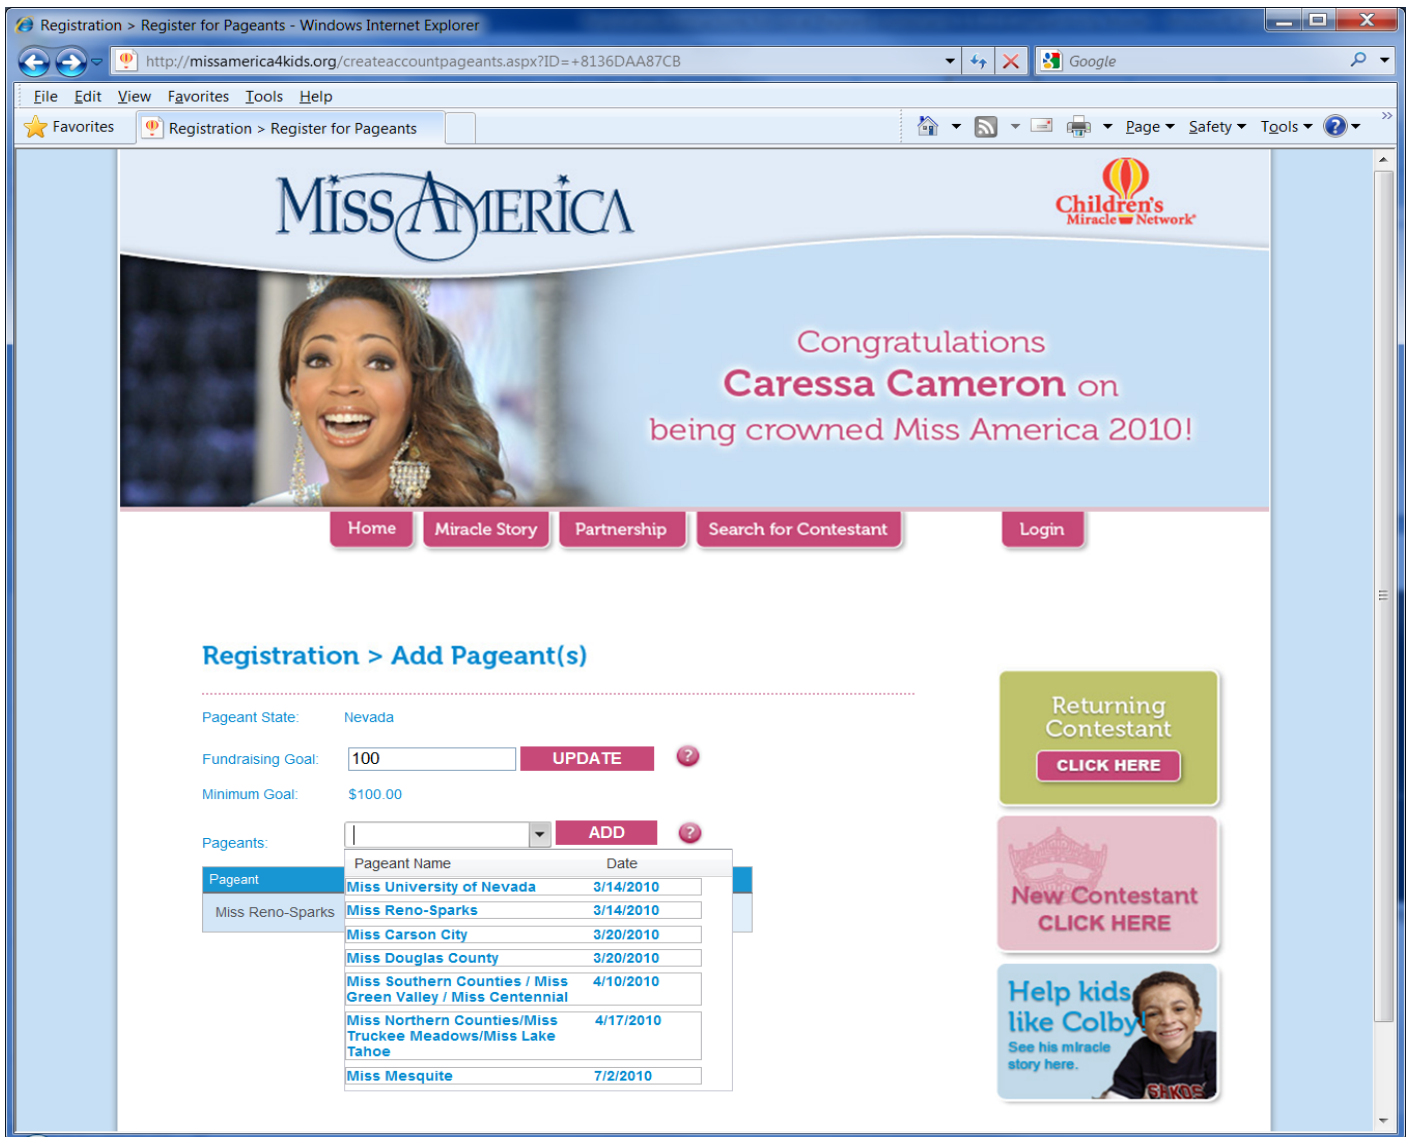 Registration > Register for Pageants - Windows Internet Explorer
http://missamerica4kids.org/createaccountpageants.aspx?ID=+8136DAA87CB
Google
File Edit View Favorites Tools Help
Favorites Registration > Register for Pageants Page Safety Tools
MISS AMERICA
Children's
Miracle Network
Congratulations
Caressa Cameron on
being crowned Miss America 2010!
Home Miracle Story Partnership Search for Contestant Login
Registration > Add Pageant(s)
Pageant State: Nevada
Fundraising Goal: 100 UPDATE ?
Minimum Goal: $100.00
Pageants: ADD ?
Pageant
Miss Reno-Sparks
Pageant Name Date
Miss University of Nevada 3/14/2010
Miss Reno-Sparks 3/14/2010
Miss Carson City 3/20/2010
Miss Douglas County 3/20/2010
Miss Southern Counties / Miss 4/10/2010
Green Valley / Miss Centennial
Miss Northern Counties/Miss 4/17/2010
Truckee Meadows/Miss Lake
Tahoe
Miss Mesquite 7/2/2010
Returning
Contestant
CLICK HERE
New Contestant
CLICK HERE
Help kids
like Colby!
See his miracle
story here.